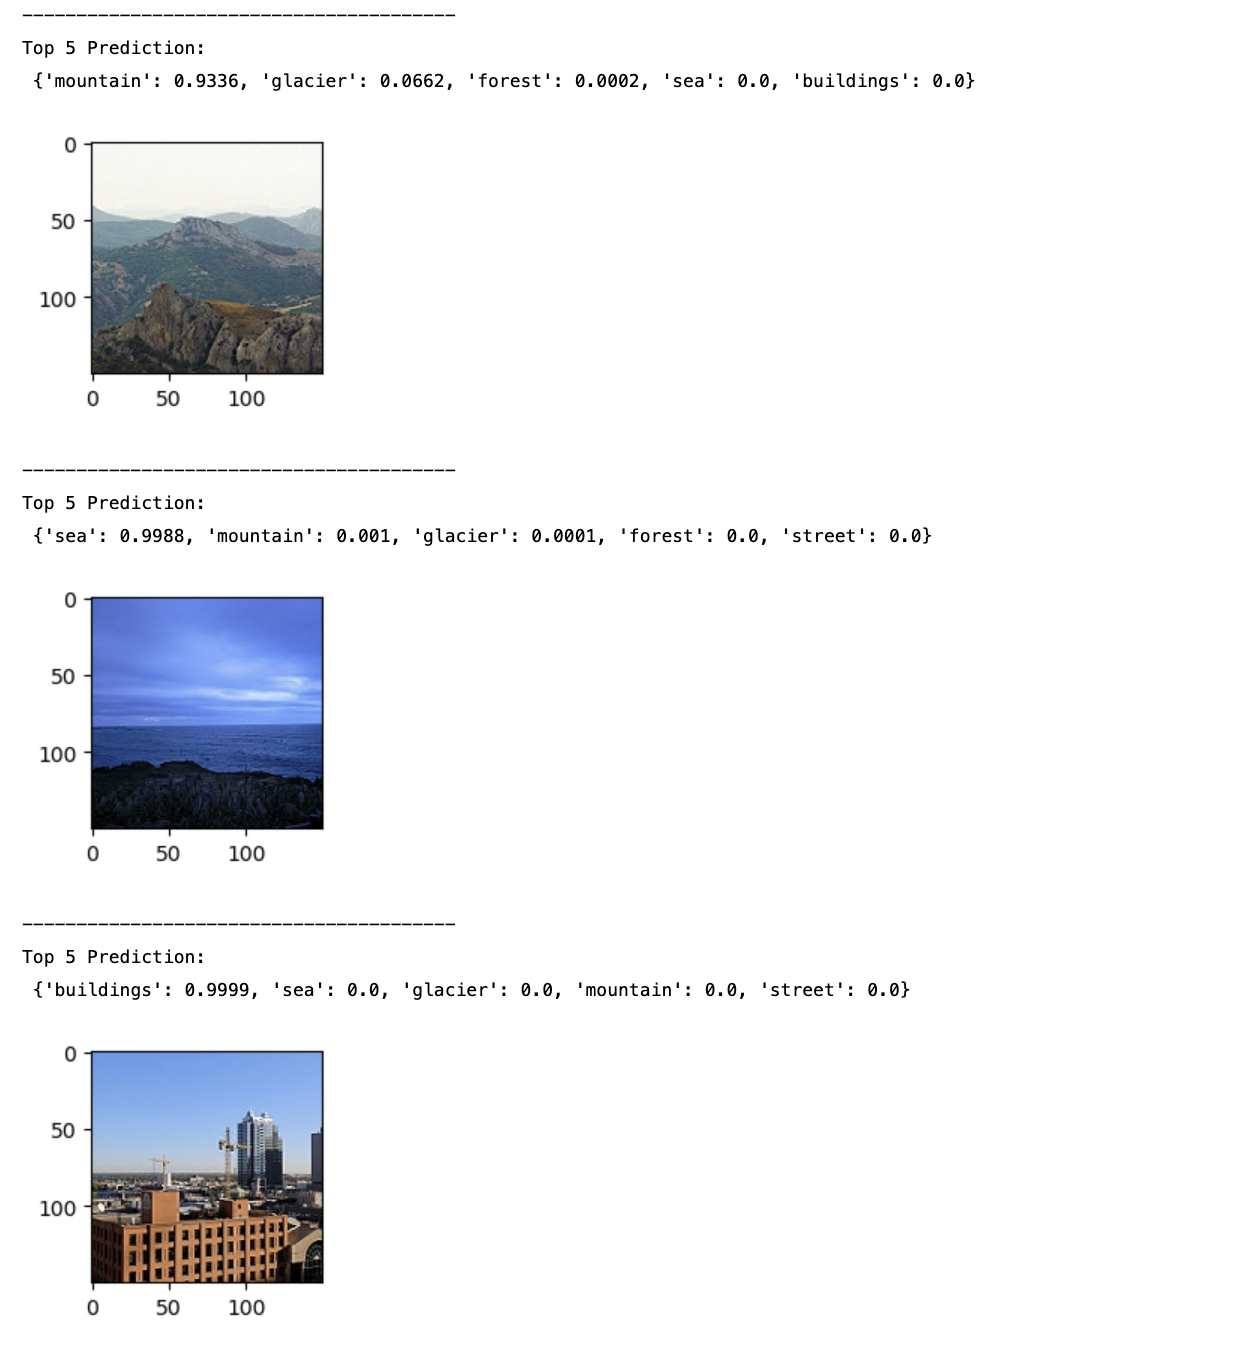 ----------------------------------------
Top 5 Prediction:
{'mountain': 0.9336, 'glacier': 0.0662, 'forest': 0.0002, 'sea': 0.0, 'buildings': 0.0}
0
50
100
0 50 100
----------------------------------------
Top 5 Prediction:
{'sea': 0.9988, 'mountain': 0.001, 'glacier': 0.0001, 'forest': 0.0, 'street': 0.0}
0
50
100
0 50 100
----------------------------------------
Top 5 Prediction:
{'buildings': 0.9999, 'sea': 0.0, 'glacier': 0.0, 'mountain': 0.0, 'street': 0.0}
0
50
100
0 50 100